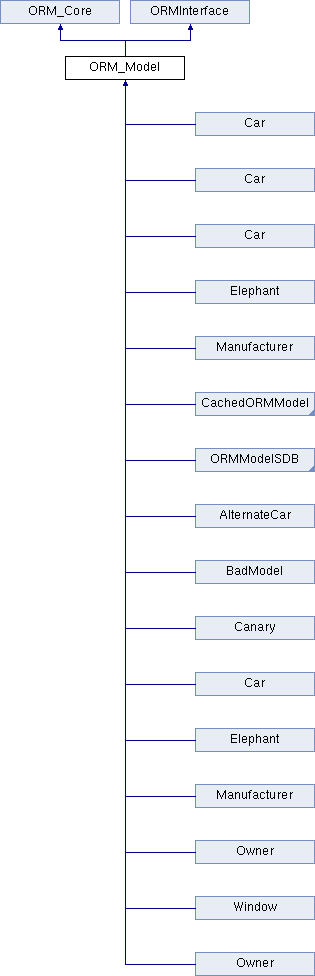 ORM_Core
ORMInterface
ORM_Model
Car
Car
Car
Elephant
Manufacturer
CachedORMModel
ORMModelSDB
AlternateCar
BadModel
Canary
Car
Elephant
Manufacturer
Owner
Window
Owner